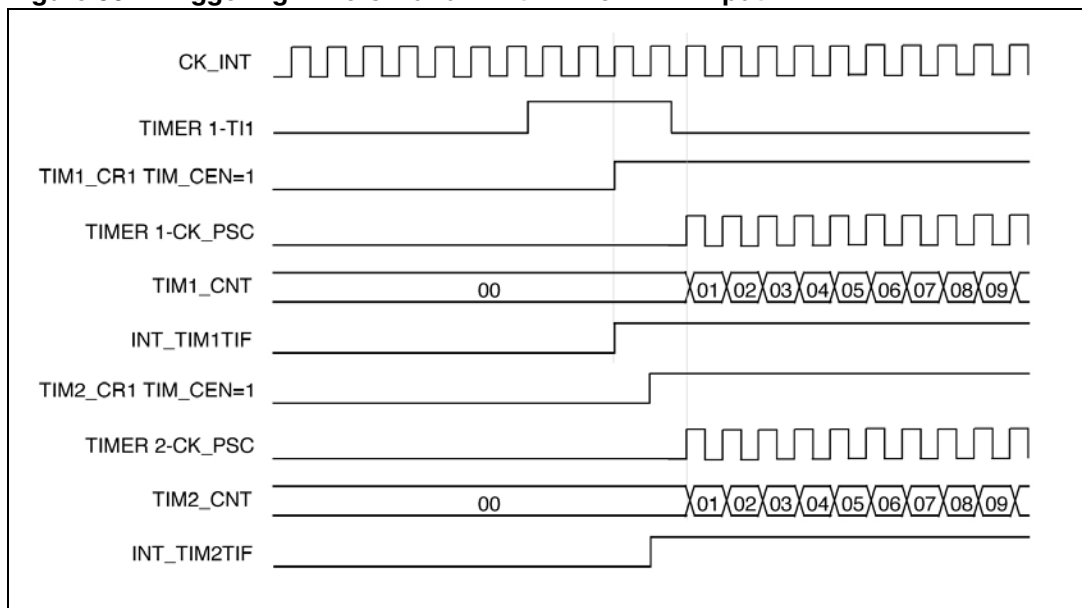 CK_INT
TIMER 1-TI1
TIM1_CR1 TIM_CEN=1
TIMER 1-CK_PSC
TIM1_CNT 00 01 02 03 04 05 06 07 08 09
INT_TIM1TIF
TIM2_CR1 TIM_CEN=1
TIMER 2-CK_PSC
TIM2_CNT 00 01 02 03 04 05 06 07 08 09
INT_TIM2TIF